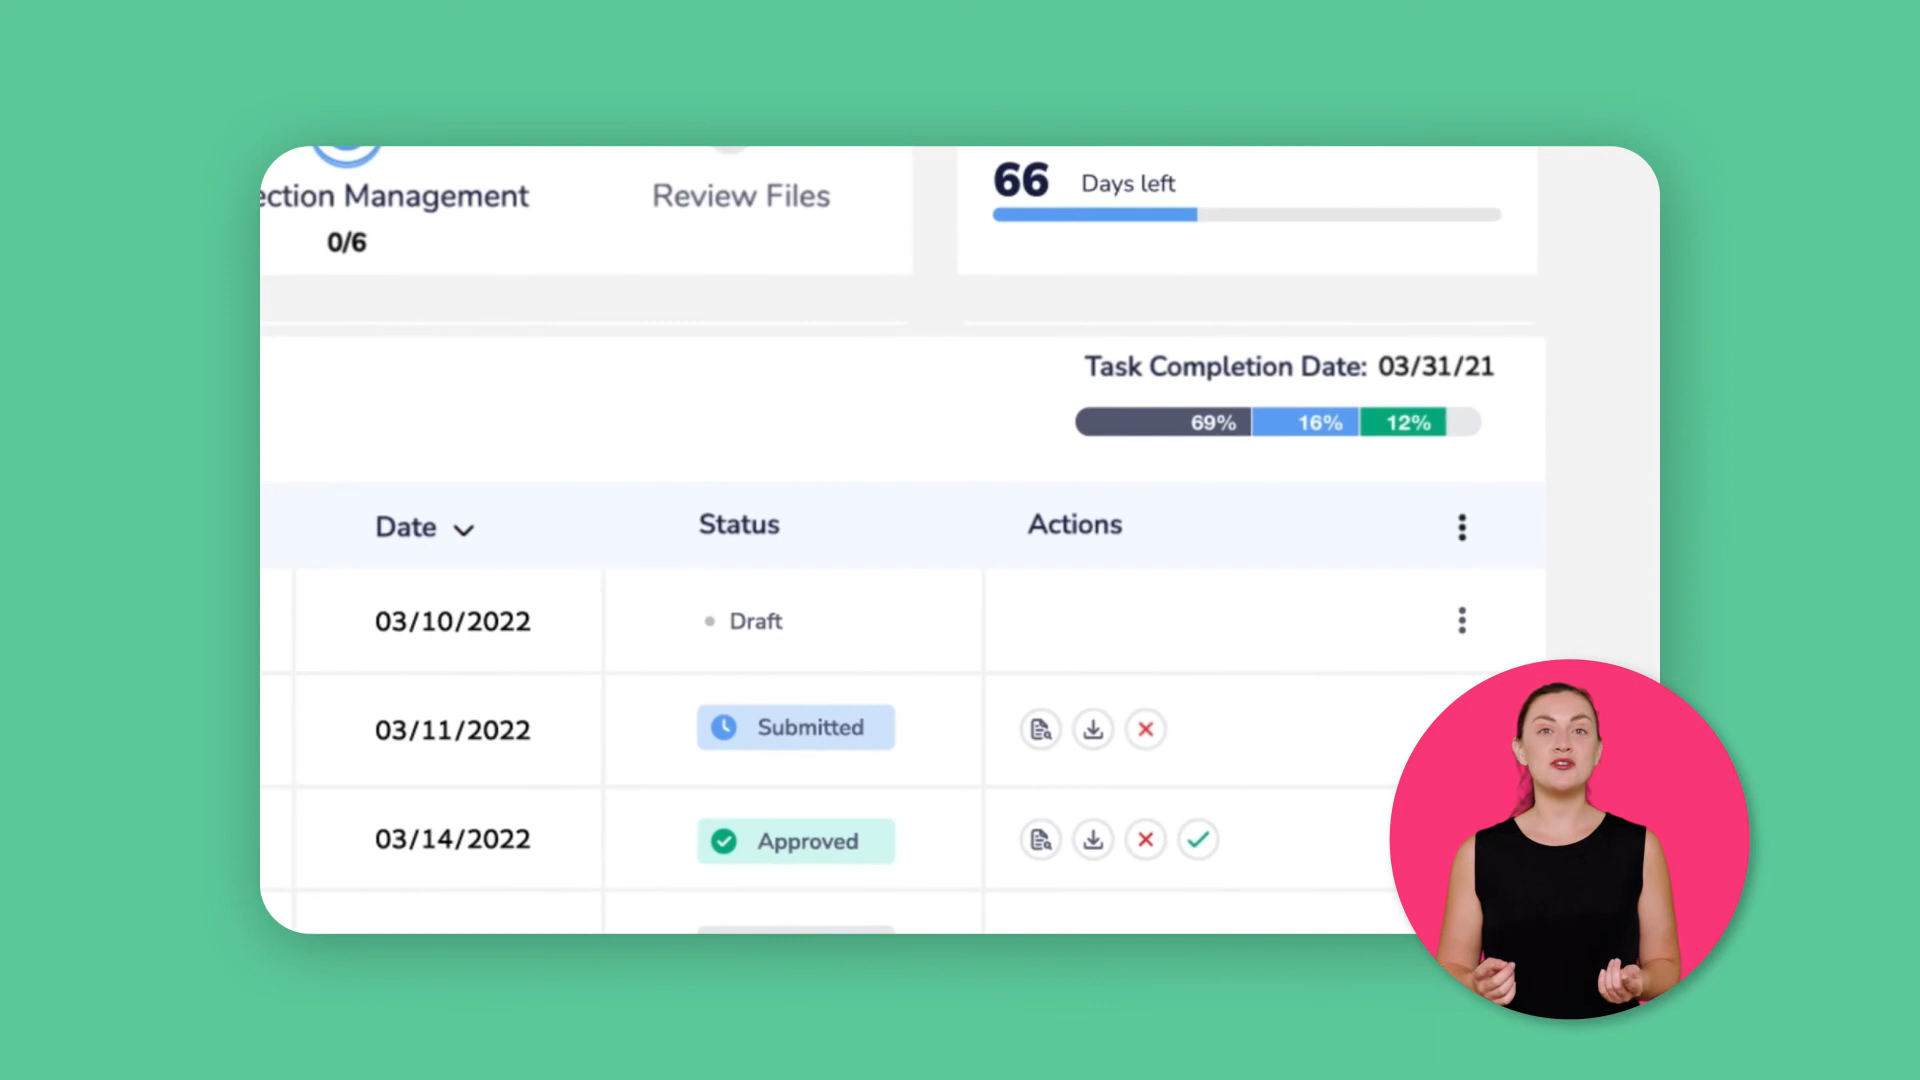 ection Management
0/6
Review Files
66 Days left
Task Completion Date: 03/31/21
69% 16% 12%
Date Status Actions
03/10/2022 Draft
03/11/2022 Submitted
03/14/2022 Approved